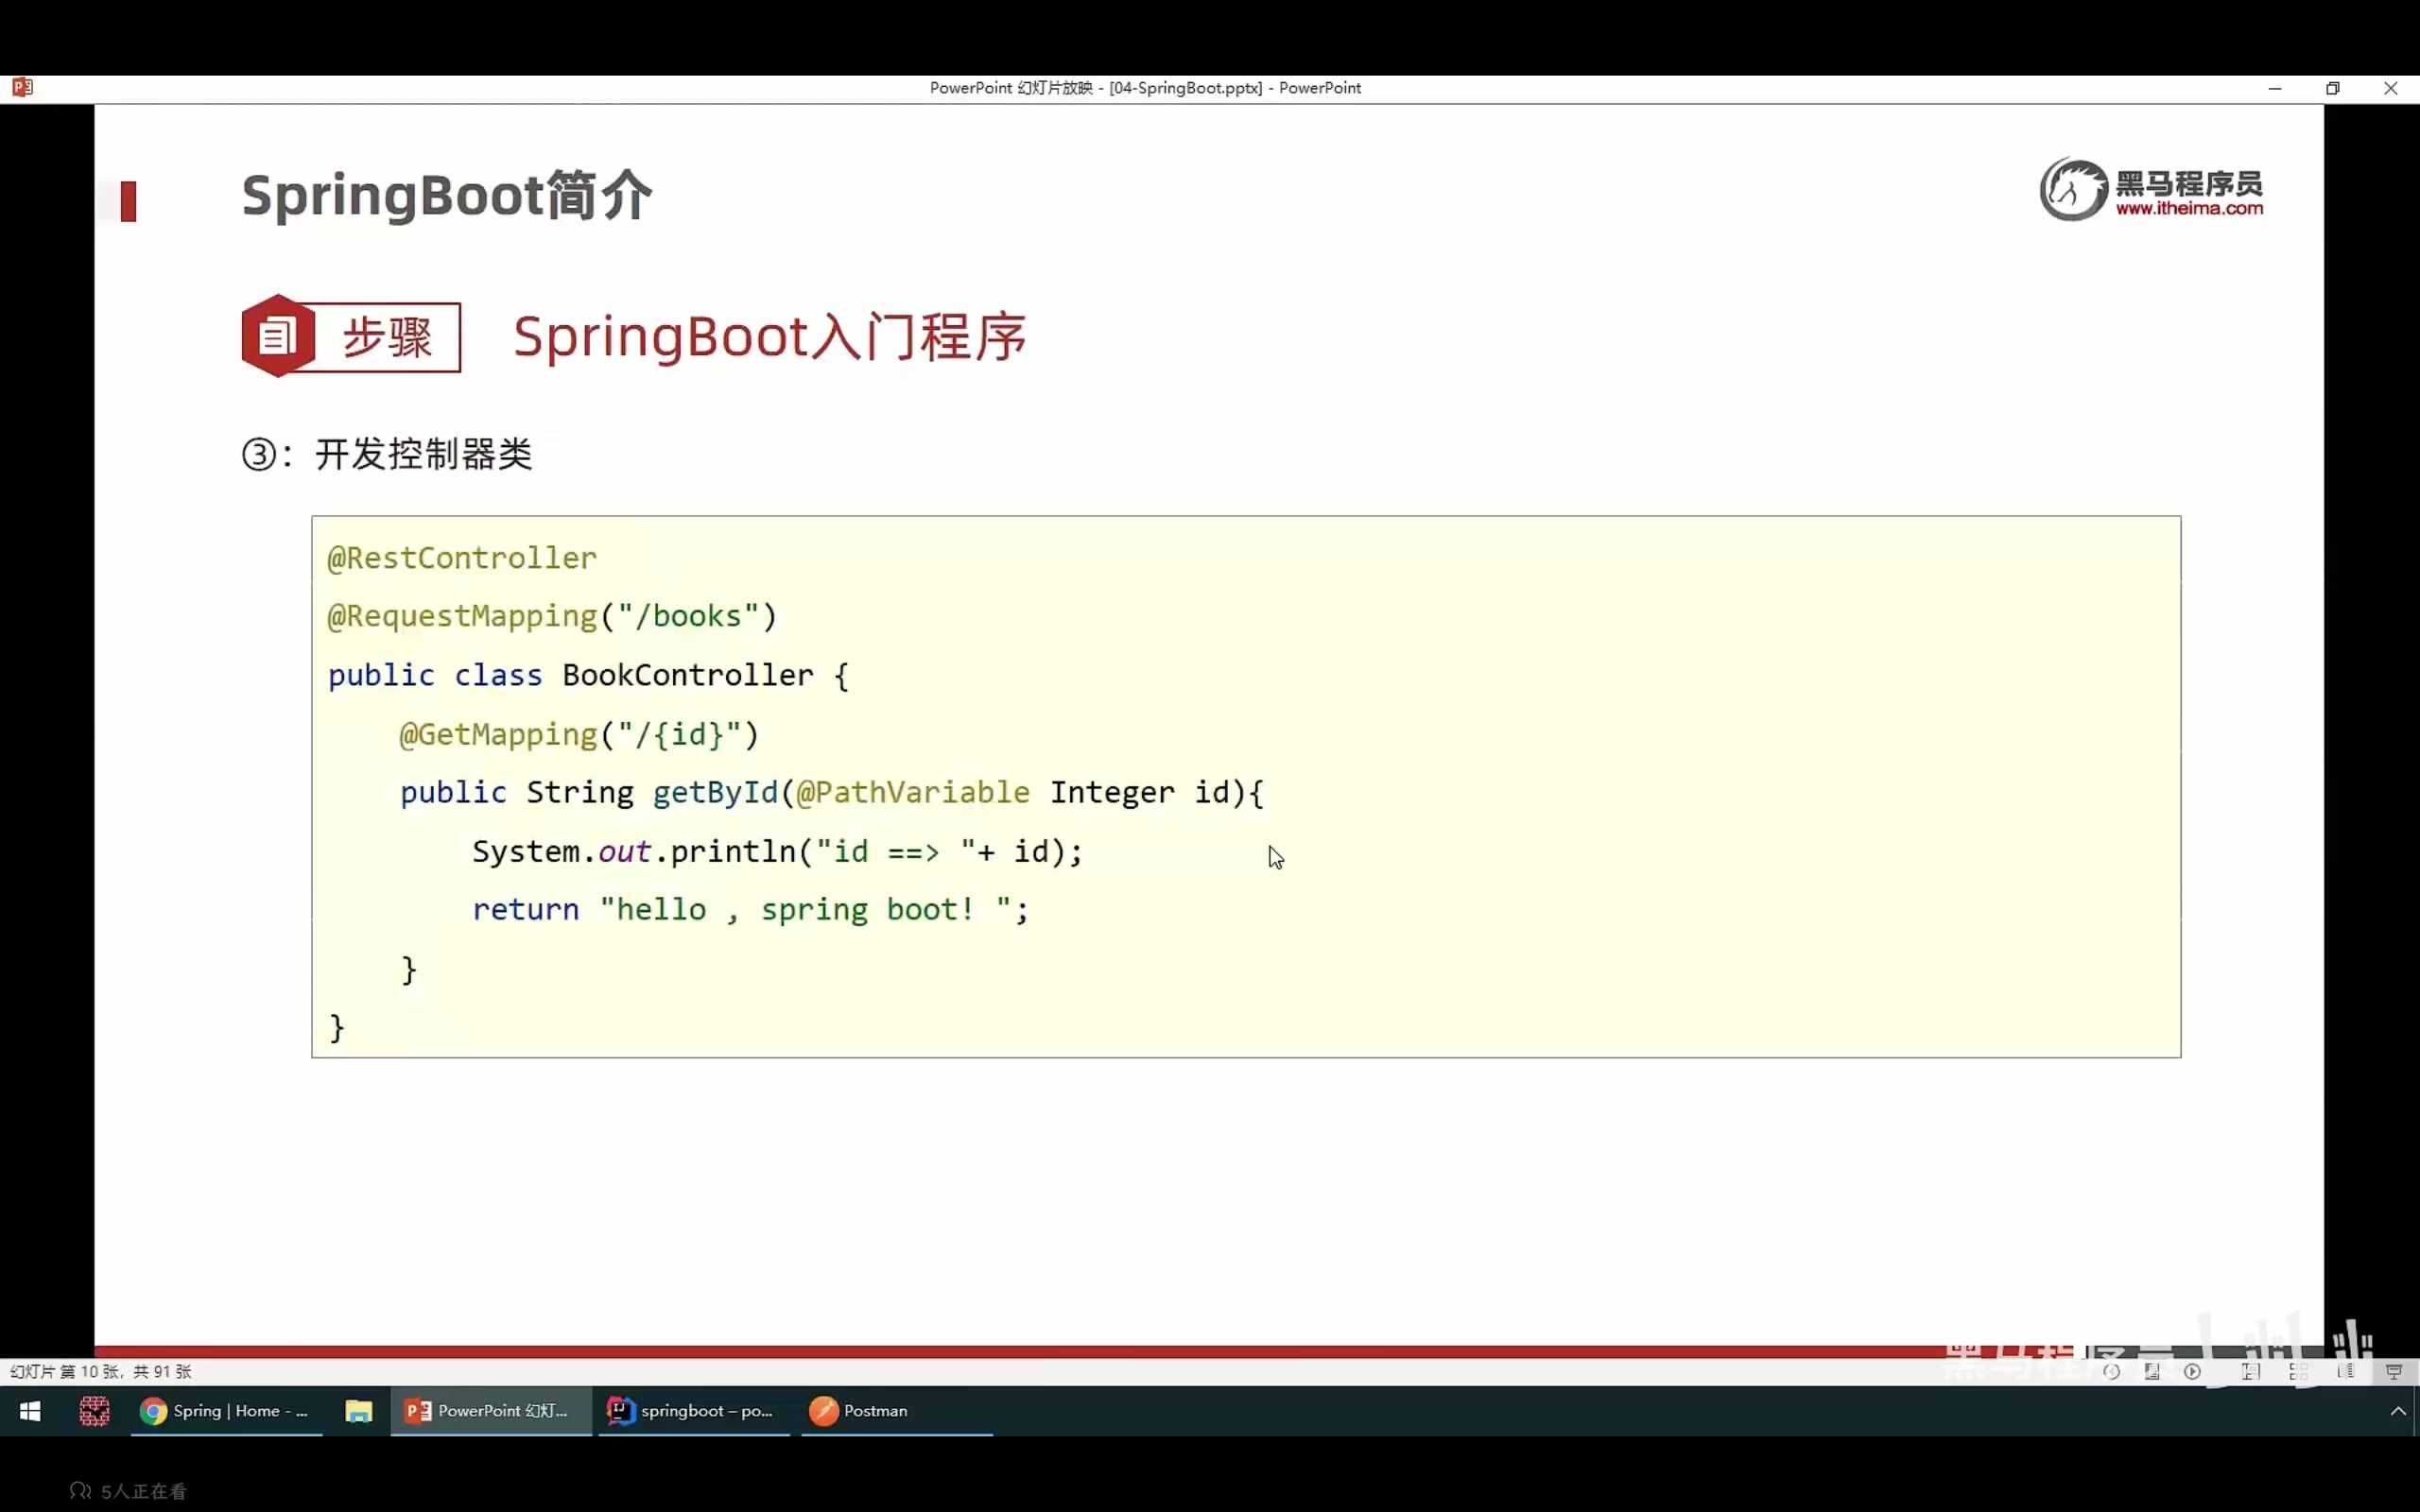 PowerPoint 幻灯片放映 - [04-SpringBoot.pptx] - PowerPoint
SpringBoot简介
黑马程序员
www.itheima.com
步骤
SpringBoot入门程序
③：开发控制器类
@RestController
@RequestMapping("/books")
public class BookController {
@GetMapping("/{id}")
public String getById(@PathVariable Integer id){
System.out.println("id ==> "+ id);
return "hello , spring boot! ";
}
}
黑马程序员
幻灯片 第 10 张，共 91 张
Spring | Home - ...
PowerPoint 幻灯...
springboot – po...
Postman
5人正在看